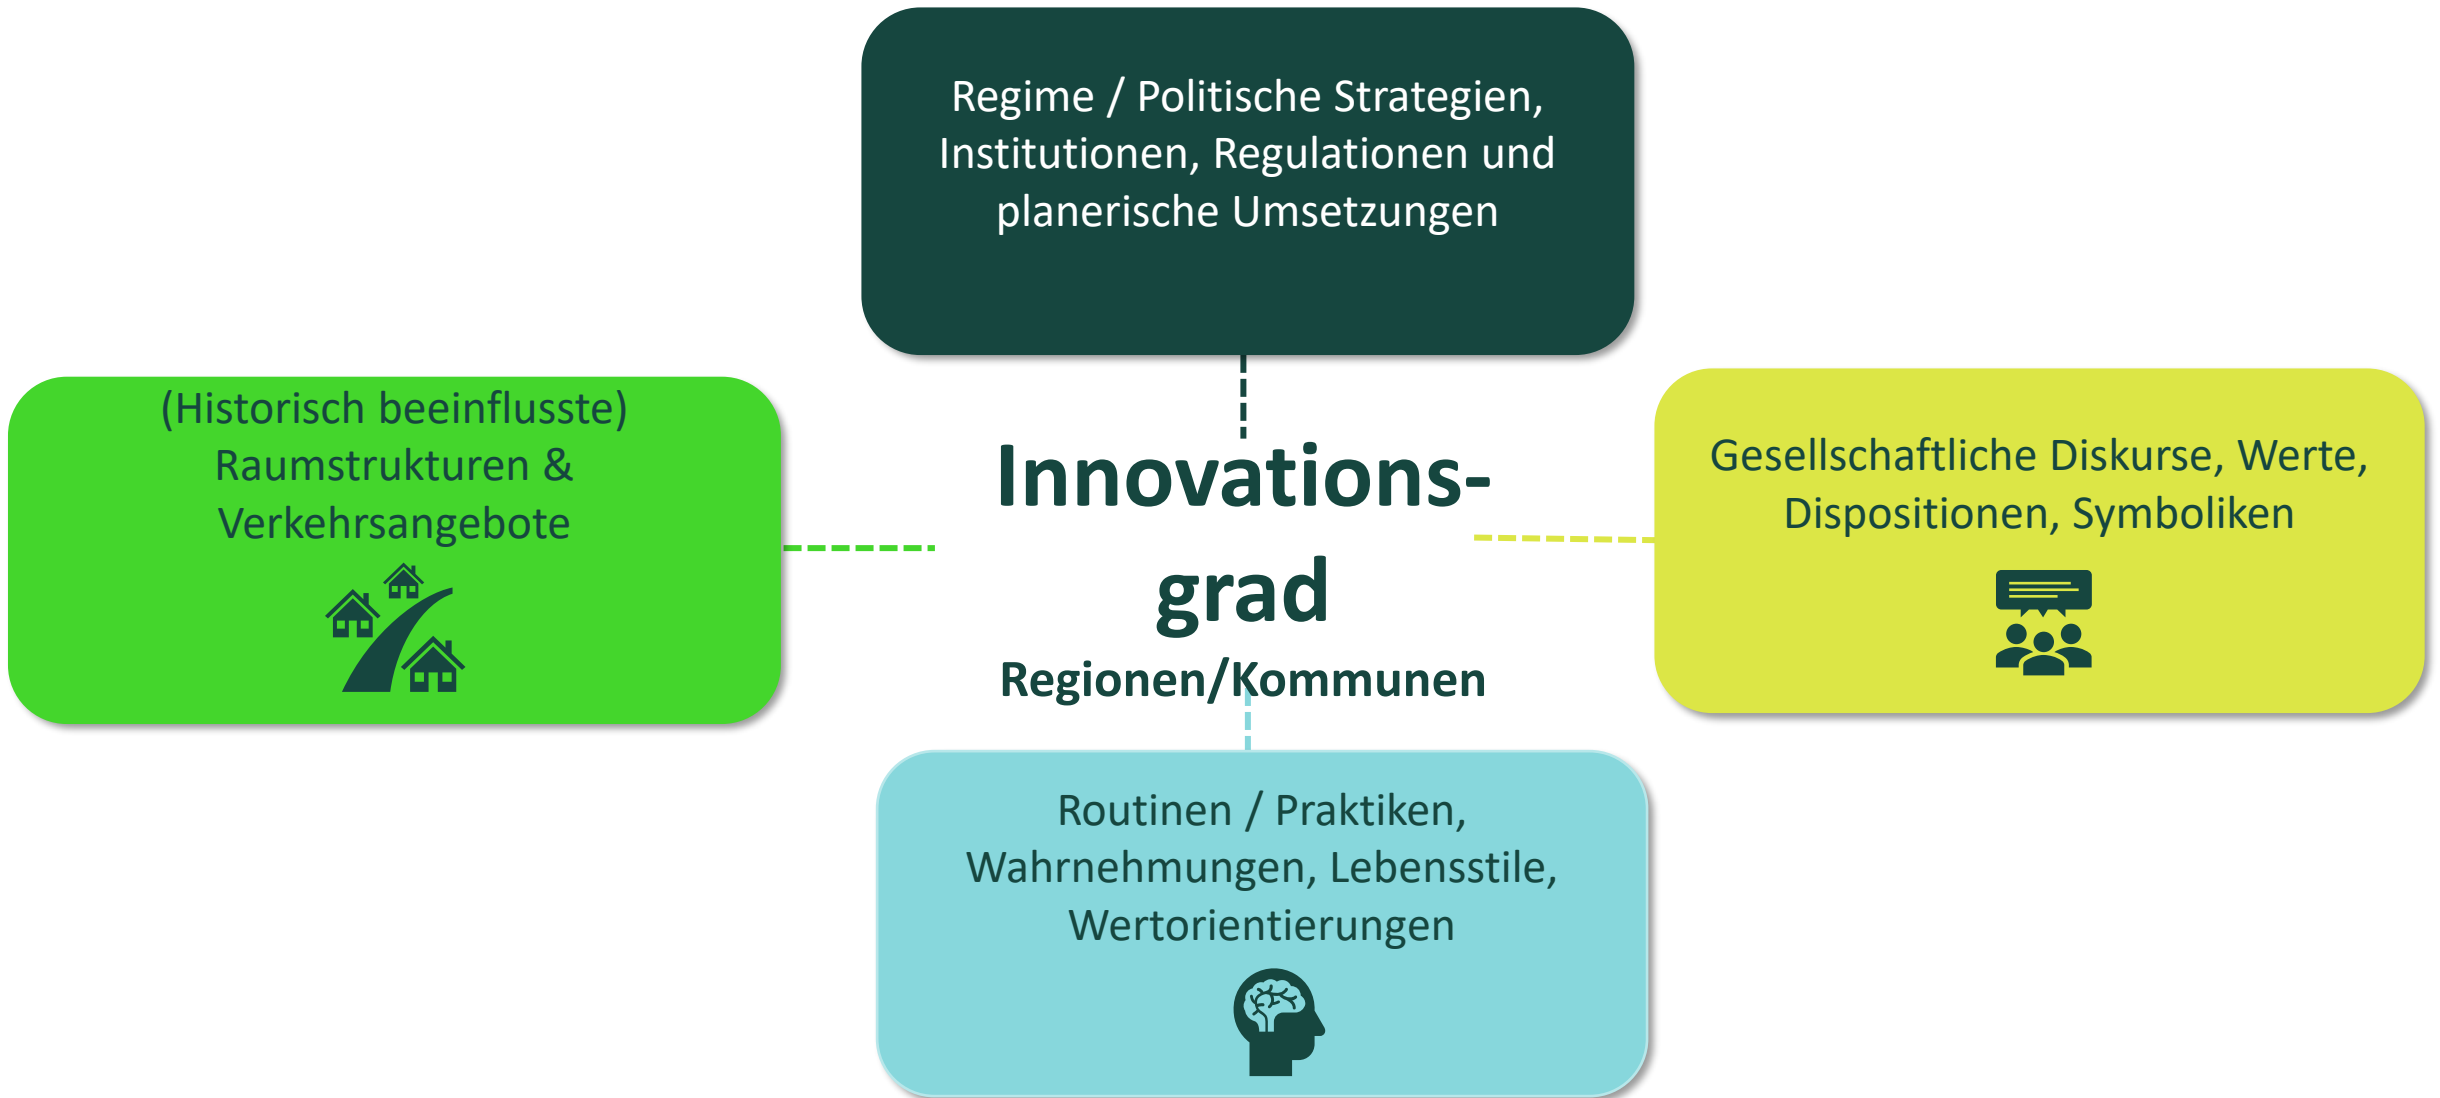 Regime / Politische Strategien,
Institutionen, Regulationen und
planerische Umsetzungen
(Historisch beeinflusste)
Raumstrukturen &
Verkehrsangebote
Innovations-
grad
Regionen/Kommunen
Gesellschaftliche Diskurse, Werte,
Dispositionen, Symboliken
Routinen / Praktiken,
Wahrnehmungen, Lebensstile,
Wertorientierungen